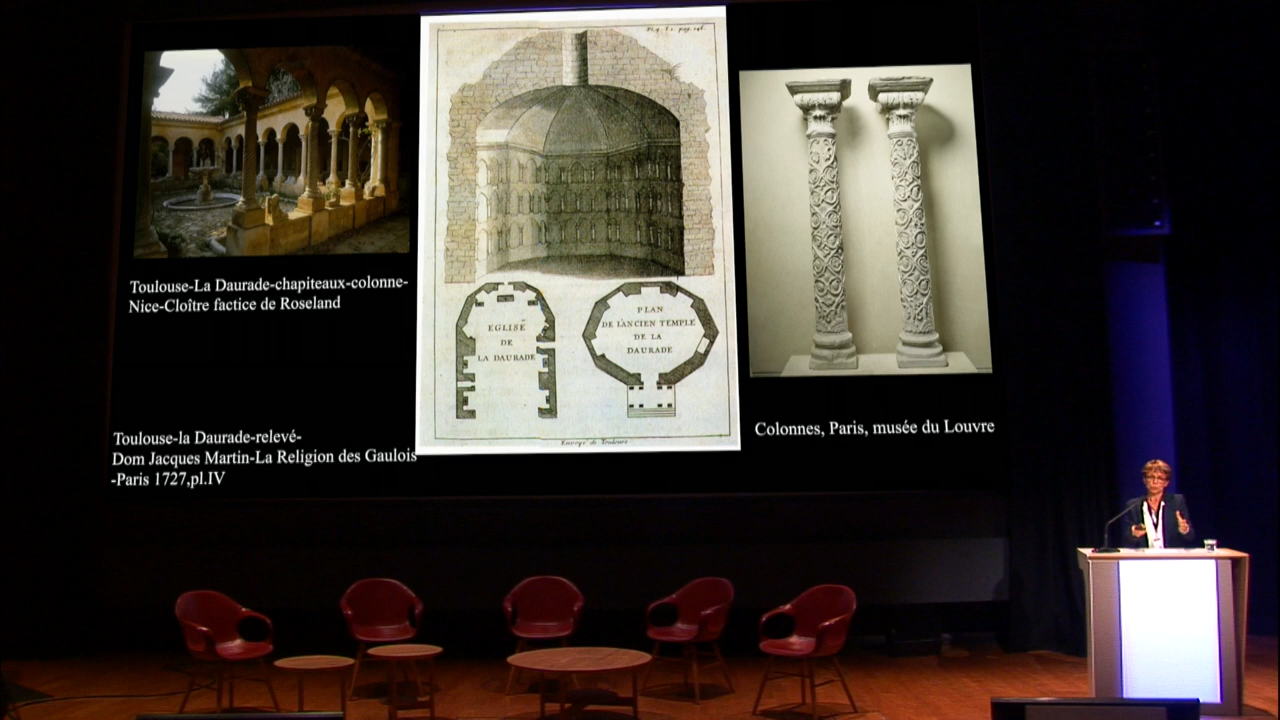 Toulouse-La Daurade-chapiteaux-colonne-
Nice-Cloître factice de Roseland
Toulouse-la Daurade-relevé-
Dom Jacques Martin-La Religion des Gaulois
-Paris 1727,pl.IV
EGLISE
DE
LA DAURADE
PLAN
DE L'ANCIEN TEMPLE
DE LA
DAURADE
Colonnes, Paris, musée du Louvre